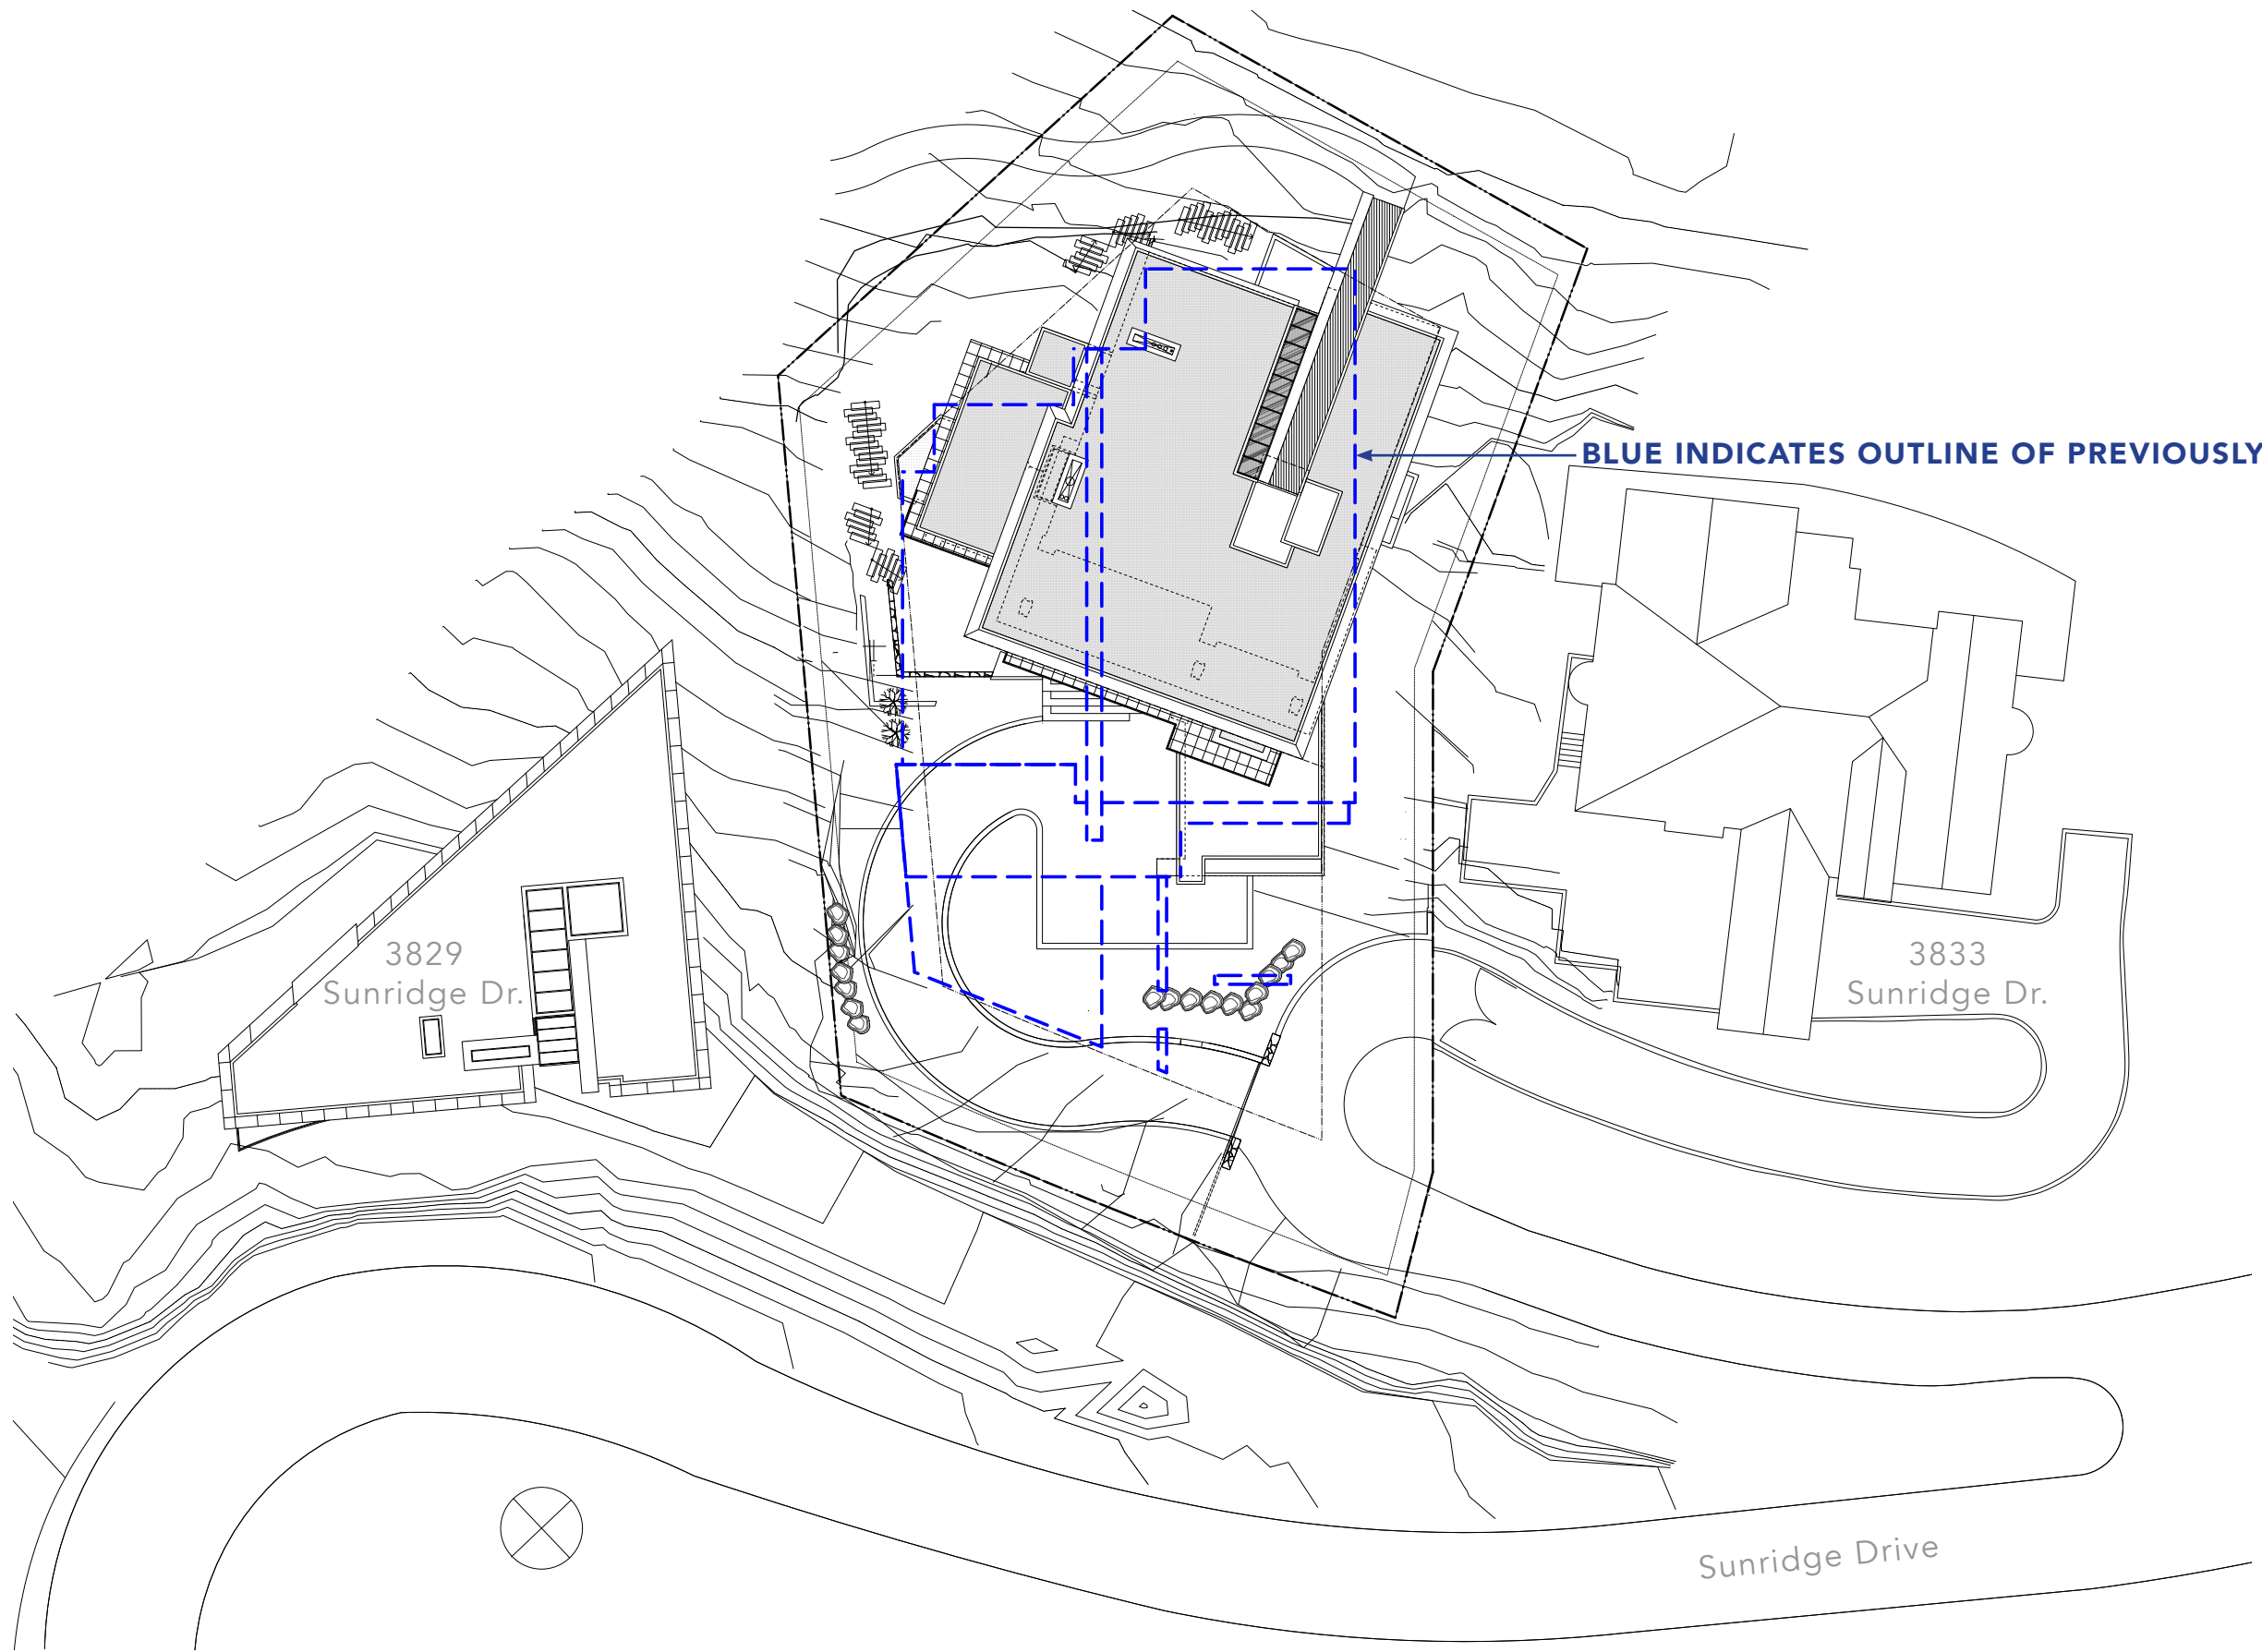 BLUE INDICATES OUTLINE OF PREVIOUSLY
3829
Sunridge Dr.
3833
Sunridge Dr.
Sunridge Drive